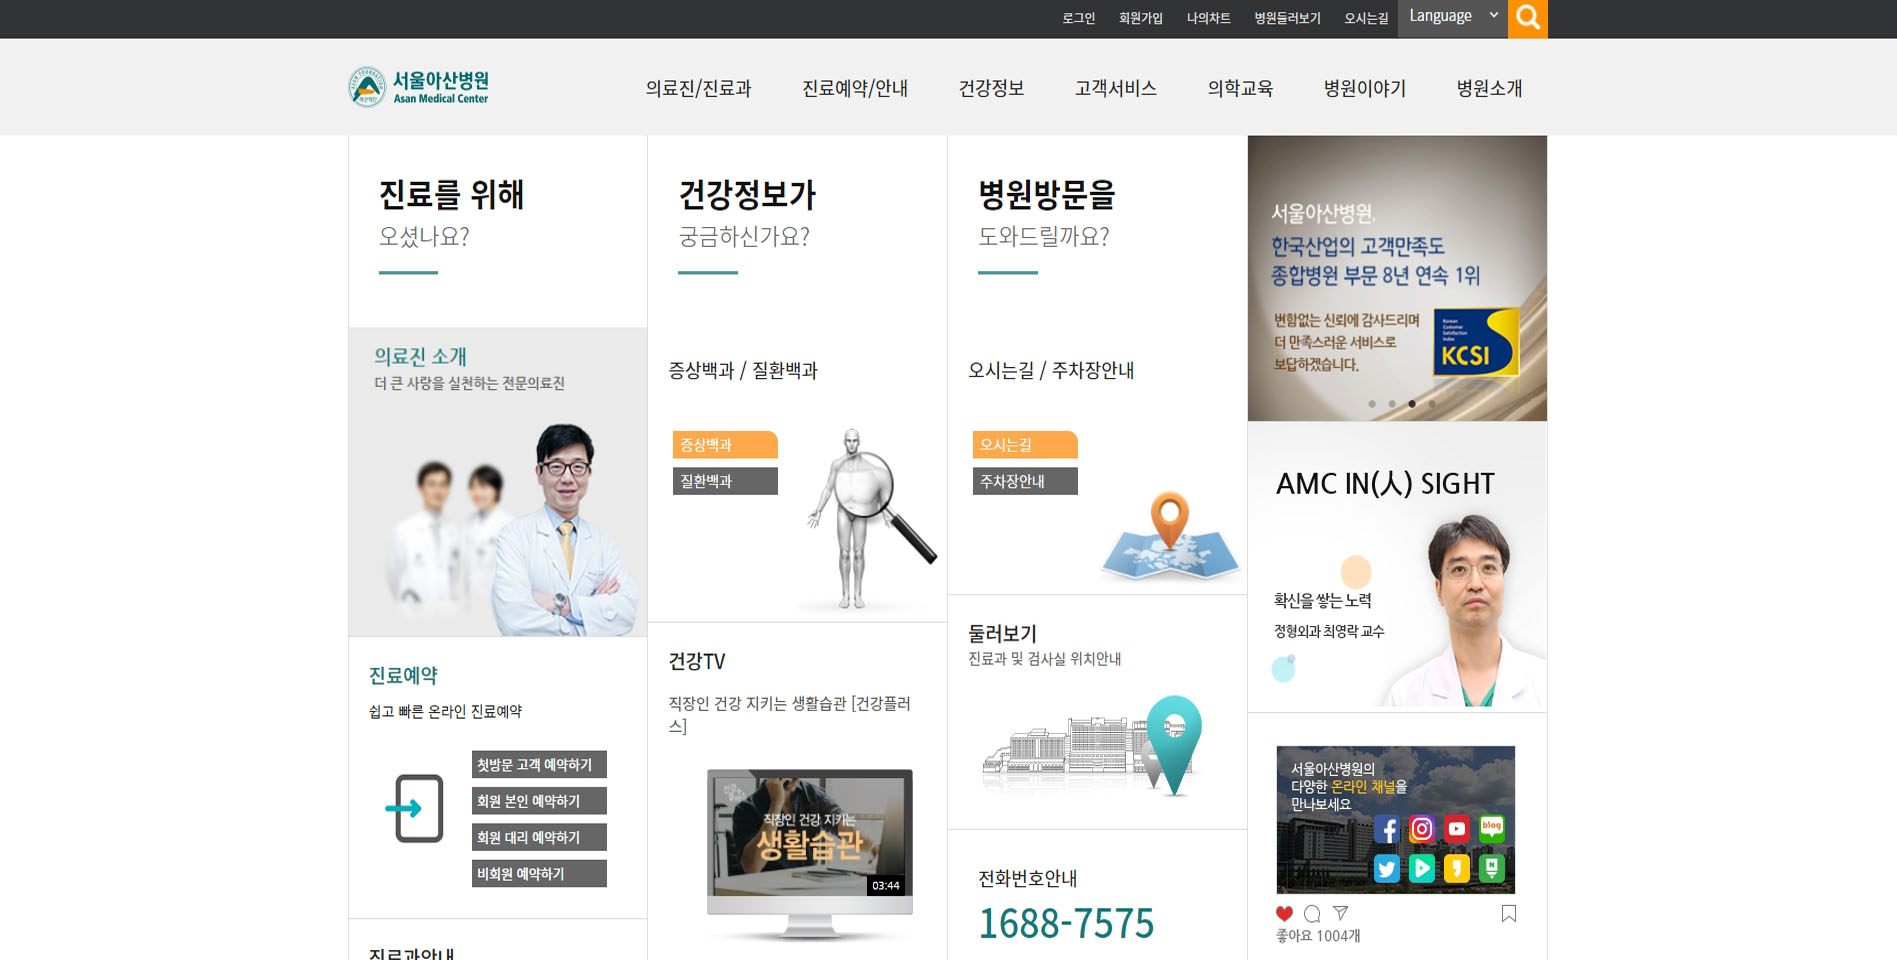 로그인
회원가입
나의차트
병원둘러보기
오시는길
Language
서울아산병원
Asan Medical Center
의료진/진료과
진료예약/안내
건강정보
고객서비스
의학교육
병원이야기
병원소개
진료를 위해
오셨나요?
의료진 소개
더 큰 사랑을 실천하는 전문의료진
진료예약
쉽고 빠른 온라인 진료예약
첫방문 고객 예약하기
회원 본인 예약하기
회원 대리 예약하기
비회원 예약하기
진료과안내
건강정보가
궁금하신가요?
증상백과 / 질환백과
증상백과
질환백과
건강TV
직장인 건강 지키는 생활습관 [건강플러
스]
직장인 건강 지키는
생활습관
03:44
병원방문을
도와드릴까요?
오시는길 / 주차장안내
오시는길
주차장안내
둘러보기
진료과 및 검사실 위치안내
전화번호안내
1688-7575
서울아산병원,
한국산업의 고객만족도
종합병원 부문 8년 연속 1위
변함없는 신뢰에 감사드리며
더 만족스러운 서비스로
보답하겠습니다.
Korean
Customer
Satisfaction
Index
KCSI
AMC IN(人) SIGHT
확신을 쌓는 노력
정형외과 최영락 교수
서울아산병원의
다양한 온라인 채널을
만나보세요
blog
좋아요 1004개